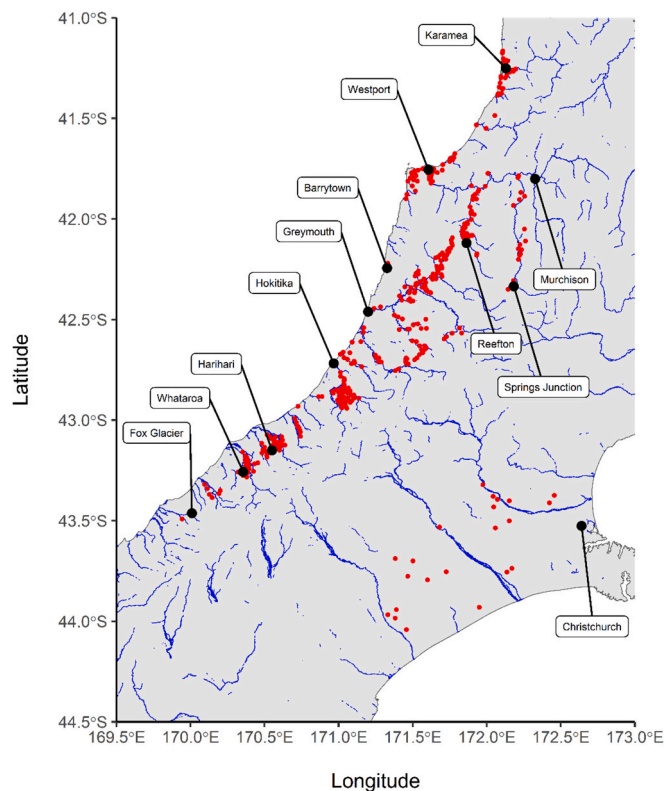 41.0°S
41.5°S
42.0°S
42.5°S
43.0°S
43.5°S
44.0°S
44.5°S
Latitude
Karamea
Westport
Barrytown
Greymouth
Hokitika
Murchison
Reefton
Harihari
Springs Junction
Whataroa
Fox Glacier
Christchurch
169.5°E 170.0°E 170.5°E 171.0°E 171.5°E 172.0°E 172.5°E 173.0°E
Longitude